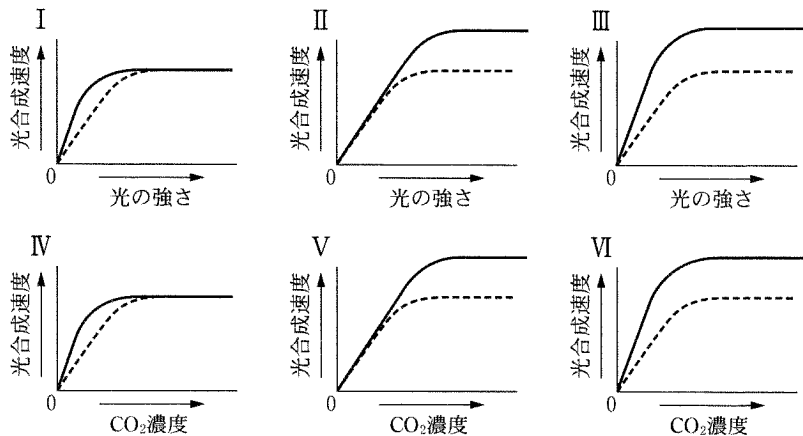 Ⅰ
光合成速度
0
光の強さ
Ⅱ
光合成速度
0
光の強さ
Ⅲ
光合成速度
0
光の強さ
Ⅳ
光合成速度
0
CO₂濃度
Ⅴ
光合成速度
0
CO₂濃度
Ⅵ
光合成速度
0
CO₂濃度